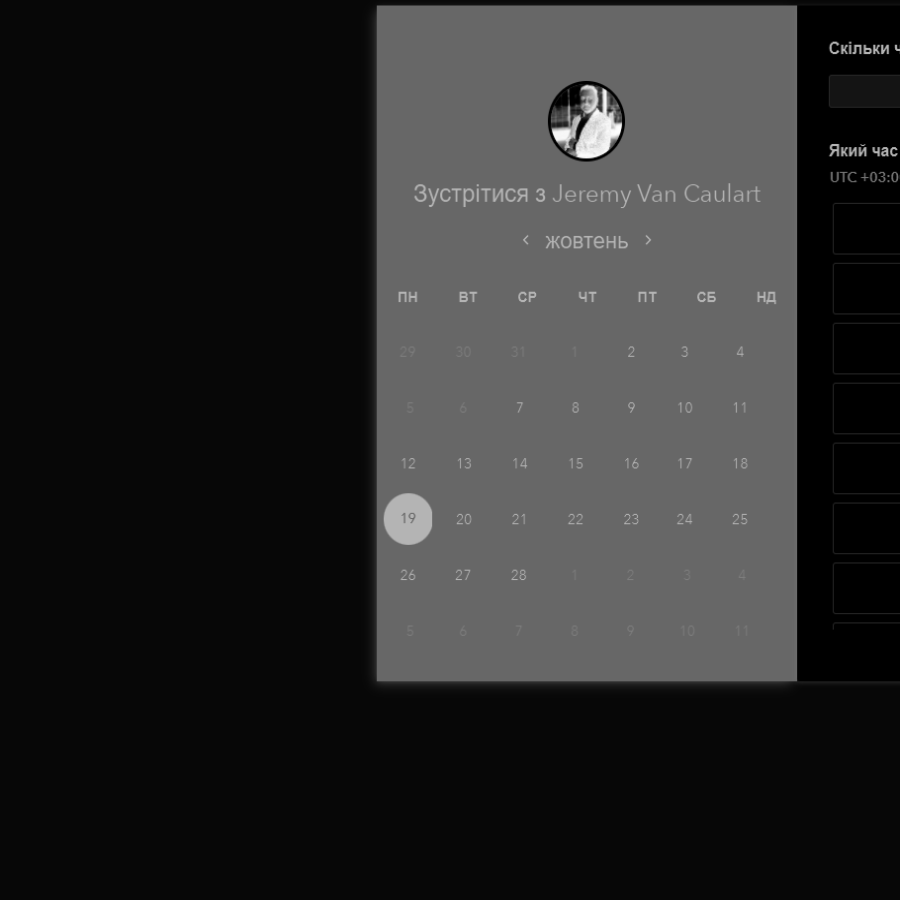 Зустрітися з Jeremy Van Caulart
жовтень
ПН ВТ СР ЧТ ПТ СБ НД
29 30 31 1 2 3 4
5 6 7 8 9 10 11
12 13 14 15 16 17 18
19 20 21 22 23 24 25
26 27 28 1 2 3 4
5 6 7 8 9 10 11
Скільки
Який час
UTC +03:0